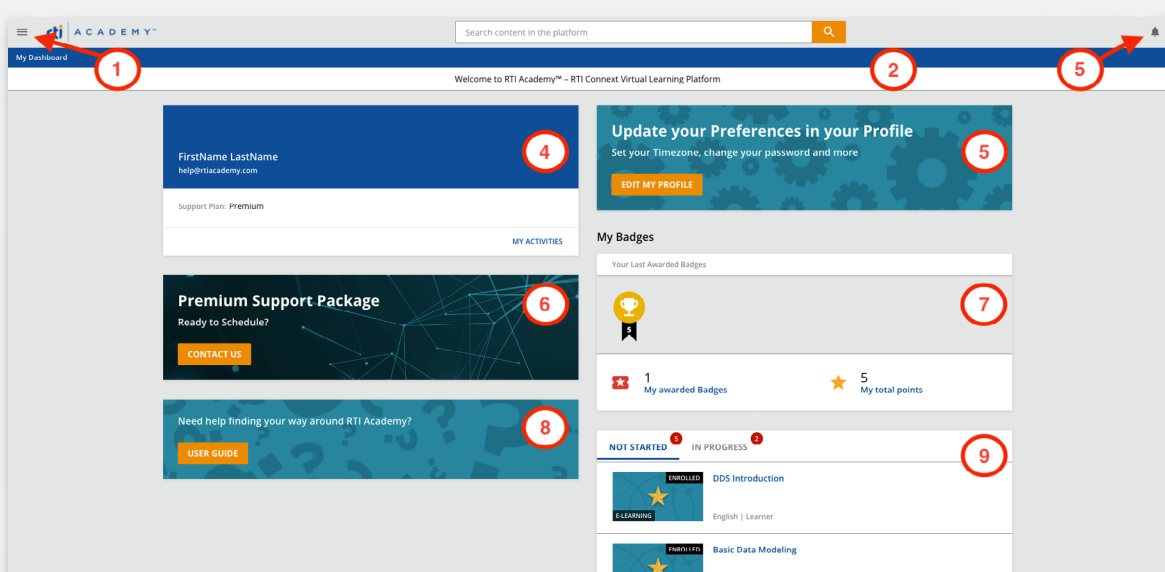 rti ACADEMY™
Search content in the platform
My Dashboard
1
2
5
Welcome to RTI Academy™ – RTI Connext Virtual Learning Platform
FirstName LastName
help@rtiacademy.com
4
Support Plan: Premium
MY ACTIVITIES
Update your Preferences in your Profile
Set your Timezone, change your password and more
EDIT MY PROFILE
5
Premium Support Package
Ready to Schedule?
CONTACT US
6
My Badges
Your Last Awarded Badges
5
7
1
My awarded Badges
5
My total points
Need help finding your way around RTI Academy?
USER GUIDE
8
NOT STARTED 5 IN PROGRESS 2
9
ENROLLED
E-LEARNING
DDS Introduction
English | Learner
ENROLLED
Basic Data Modeling